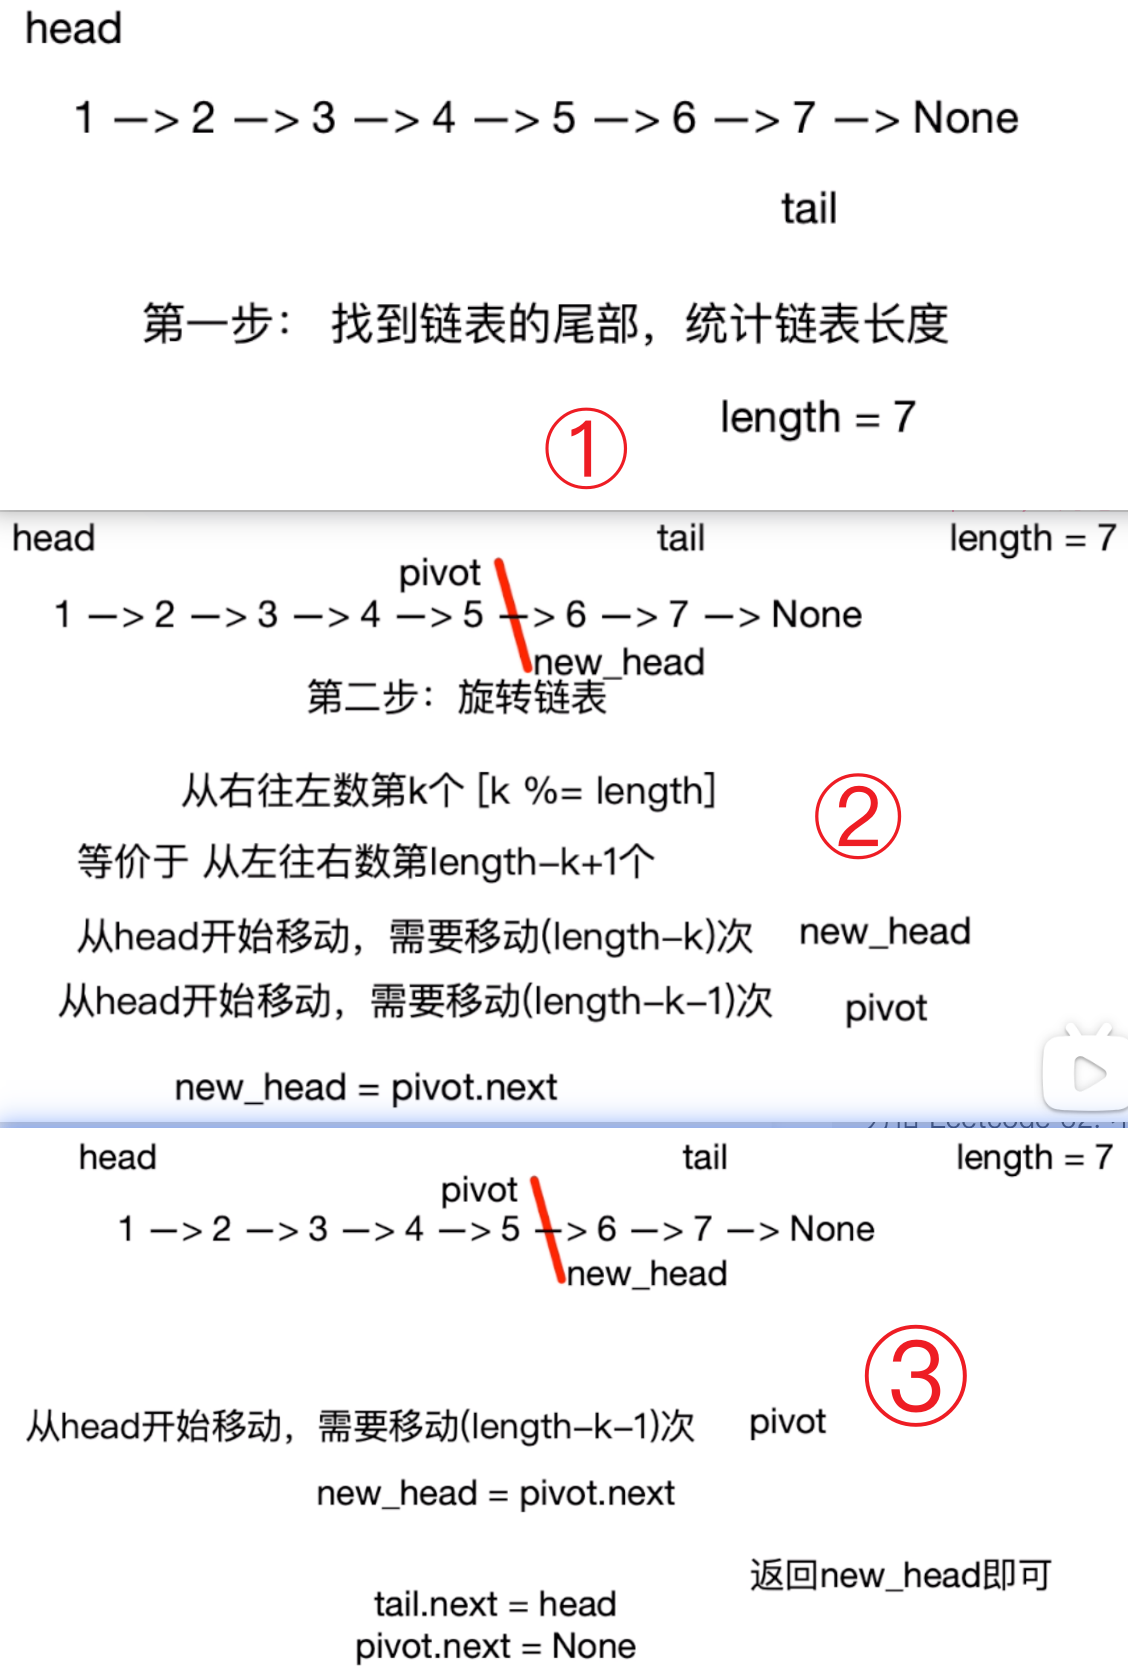 head
1 —> 2 —> 3 —> 4 —> 5 —> 6 —> 7 —> None
tail
第一步： 找到链表的尾部，统计链表长度
length = 7
①
head tail length = 7
pivot
1 —> 2 —> 3 —> 4 —> 5 —> 6 —> 7 —> None
new_head
第二步：旋转链表
从右往左数第k个 [k %= length]
②
等价于 从左往右数第length–k+1个
从head开始移动，需要移动(length–k)次 new_head
从head开始移动，需要移动(length–k–1)次 pivot
new_head = pivot.next
head tail length = 7
pivot
1 —> 2 —> 3 —> 4 —> 5 —> 6 —> 7 —> None
new_head
③
从head开始移动，需要移动(length–k–1)次 pivot
new_head = pivot.next
返回new_head即可
tail.next = head
pivot.next = None